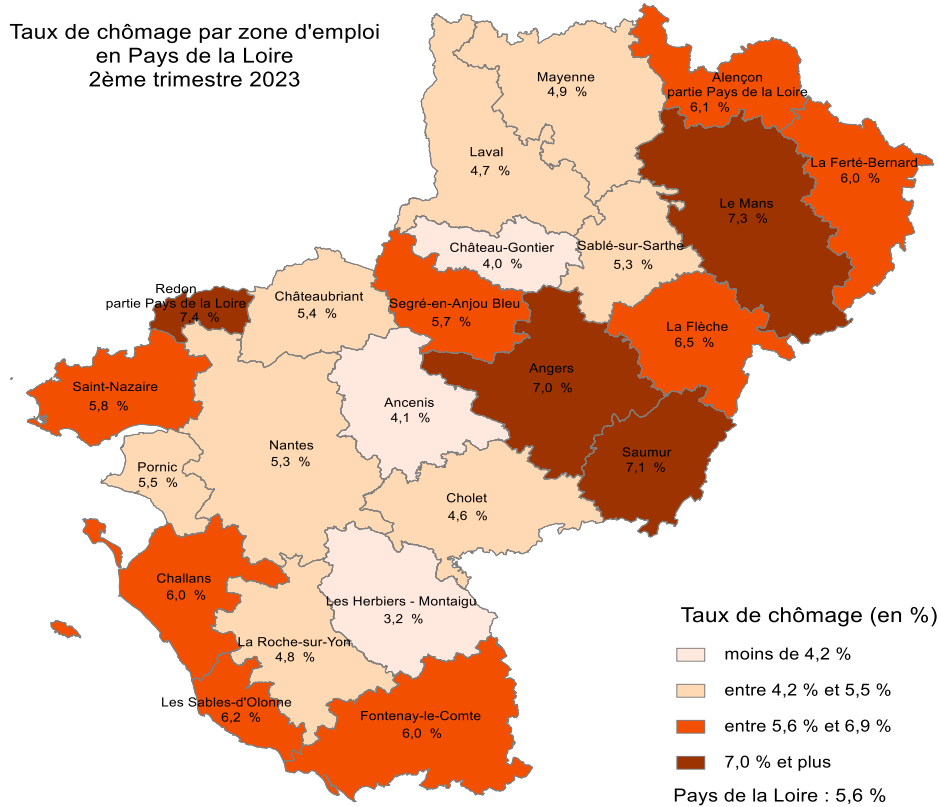 Taux de chômage par zone d'emploi
en Pays de la Loire
2ème trimestre 2023
Mayenne
4,9 %
Alençon
partie Pays de la Loire
6,1 %
Laval
4,7 %
La Ferté-Bernard
6,0 %
Le Mans
7,3 %
Château-Gontier
4,0 %
Sablé-sur-Sarthe
5,3 %
Redon
partie Pays de la Loire
7,4 %
Châteaubriant
5,4 %
Segré-en-Anjou Bleu
5,7 %
La Flèche
6,5 %
Saint-Nazaire
5,8 %
Ancenis
4,1 %
Angers
7,0 %
Nantes
5,3 %
Saumur
7,1 %
Pornic
5,5 %
Cholet
4,6 %
Challans
6,0 %
Les Herbiers - Montaigu
3,2 %
La Roche-sur-Yon
4,8 %
Les Sables-d'Olonne
6,2 %
Fontenay-le-Comte
6,0 %
Taux de chômage (en %)
moins de 4,2 %
entre 4,2 % et 5,5 %
entre 5,6 % et 6,9 %
7,0 % et plus
Pays de la Loire : 5,6 %